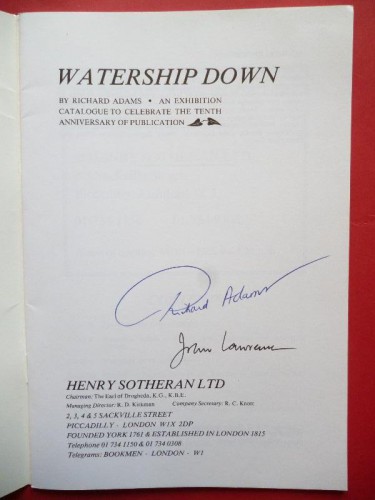 WATERSHIP DOWN
BY RICHARD ADAMS • AN EXHIBITION
CATALOGUE TO CELEBRATE THE TENTH
ANNIVERSARY OF PUBLICATION
Richard Adams
John Lawrence
HENRY SOTHERAN LTD
Chairman: The Earl of Drogheda, K.G., K.B.E.
Managing Director: R. D. Kirkman Company Secretary: R. C. Knott
2, 3, 4 & 5 SACKVILLE STREET
PICCADILLY - LONDON W1X 2DP
FOUNDED YORK 1761 & ESTABLISHED IN LONDON 1815
Telephone 01 734 1150 & 01 734 0308
Telegrams: BOOKMEN - LONDON - W1